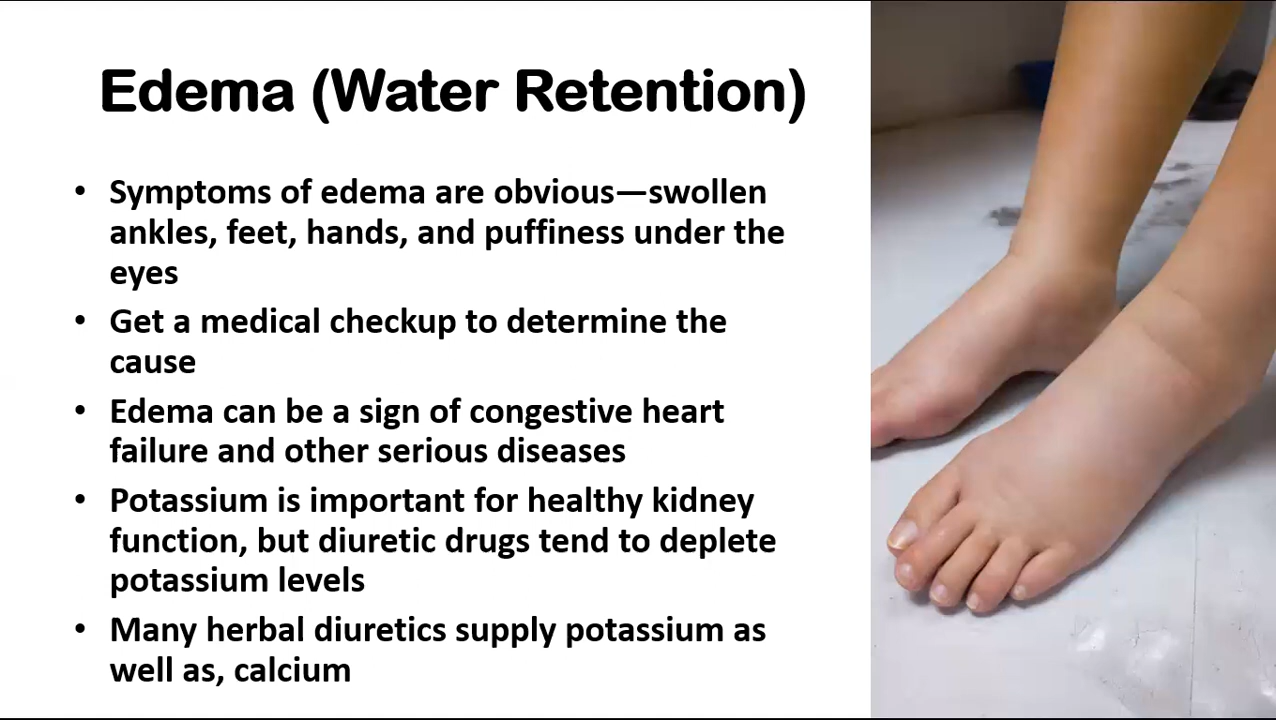 Edema (Water Retention)
• Symptoms of edema are obvious—swollen
ankles, feet, hands, and puffiness under the
eyes
• Get a medical checkup to determine the
cause
• Edema can be a sign of congestive heart
failure and other serious diseases
• Potassium is important for healthy kidney
function, but diuretic drugs tend to deplete
potassium levels
• Many herbal diuretics supply potassium as
well as, calcium